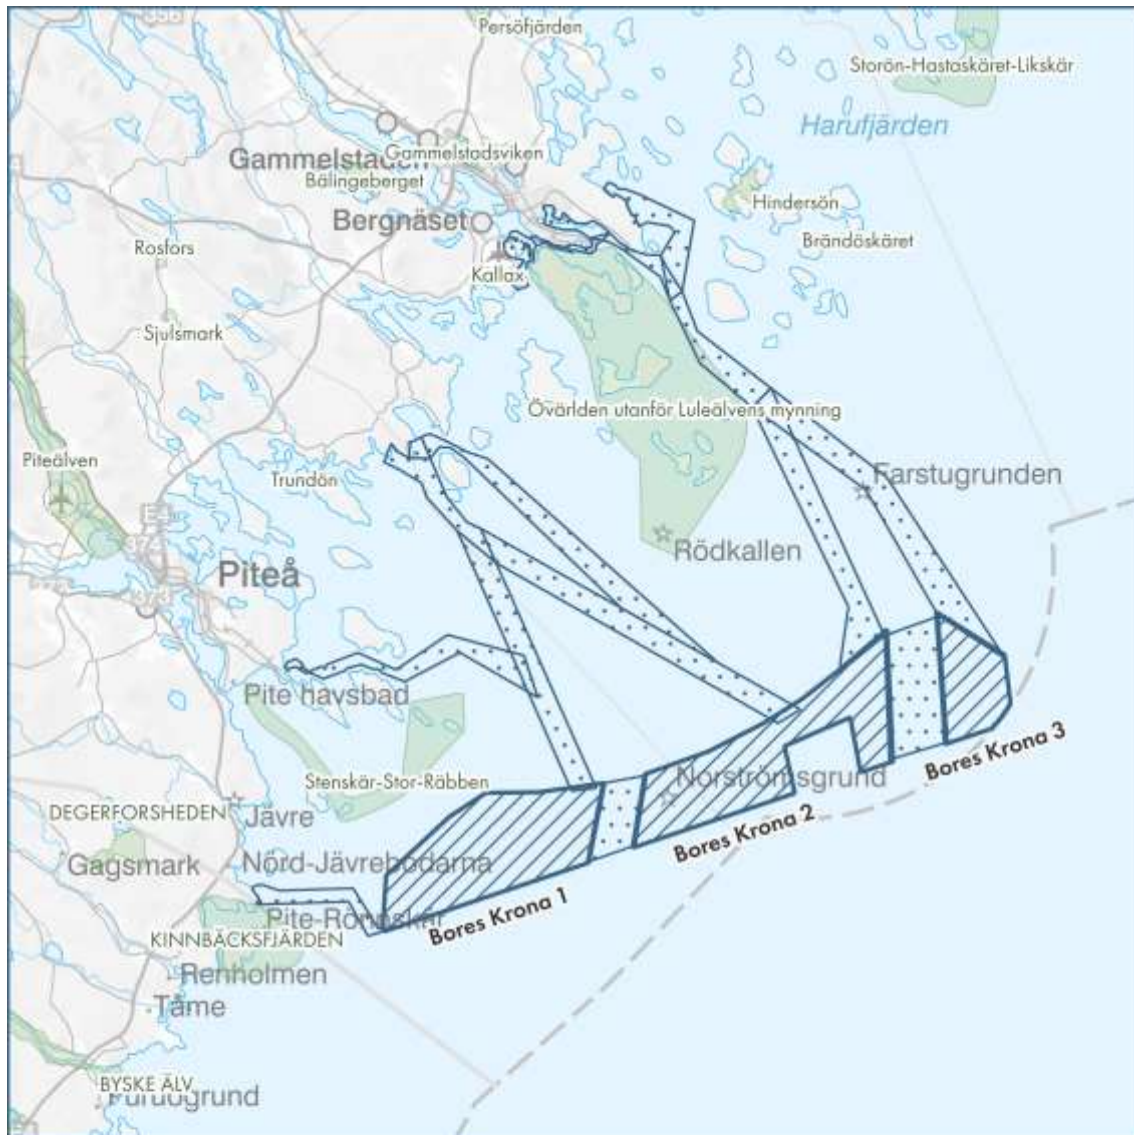 Persöfjärden
Storön-Hastaskäret-Likskär
Harufjärden
Gammelstaden
Gammelstadsviken
Bälingeberget
Hindersön
Bergnäset
Brändöskäret
Rosfors
Kallax
Sjulsmark
Övärlden utanför Luleälvens mynning
Piteälven
Trundön
Farstugrunden
Rödkallen
Piteå
Pite havsbad
Bores Krona 3
Norströmsgrund
Stenskär-Stor-Räbben
DEGERFORSHEDEN
Jävre
Bores Krona 2
Gagsmark
Nörd-Jävrebodarna
Bores Krona 1
Pite-Rönnskär
KINNBÄCKSFJÄRDEN
Renholmen
Tåme
BYSKE ÄLV